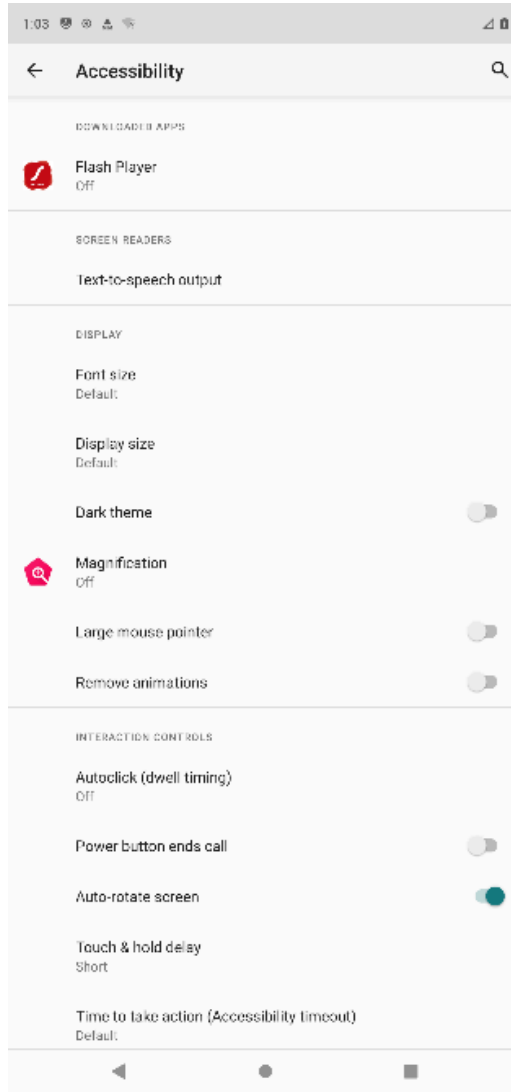 1:03
Accessibility
DOWNLOADED APPS
Flash Player
Off
SCREEN READERS
Text-to-speech output
DISPLAY
Font size
Default
Display size
Default
Dark theme
Magnification
Off
Large mouse pointer
Remove animations
INTERACTION CONTROLS
Autoclick (dwell timing)
Off
Power button ends call
Auto-rotate screen
Touch & hold delay
Short
Time to take action (Accessibility timeout)
Default